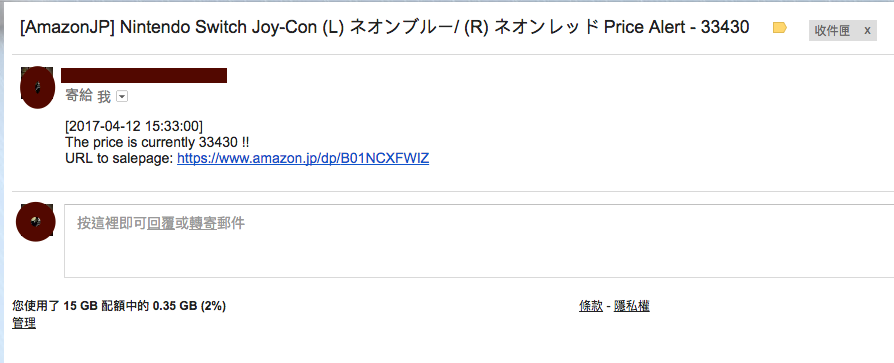 [AmazonJP] Nintendo Switch Joy-Con (L) ネオンブルー/ (R) ネオンレッド Price Alert - 33430
收件匣 x
寄給 我
[2017-04-12 15:33:00]
The price is currently 33430 !!
URL to salepage: https://www.amazon.jp/dp/B01NCXFWIZ
按這裡即可回覆或轉寄郵件
您使用了 15 GB 配額中的 0.35 GB (2%)
管理
條款 - 隱私權